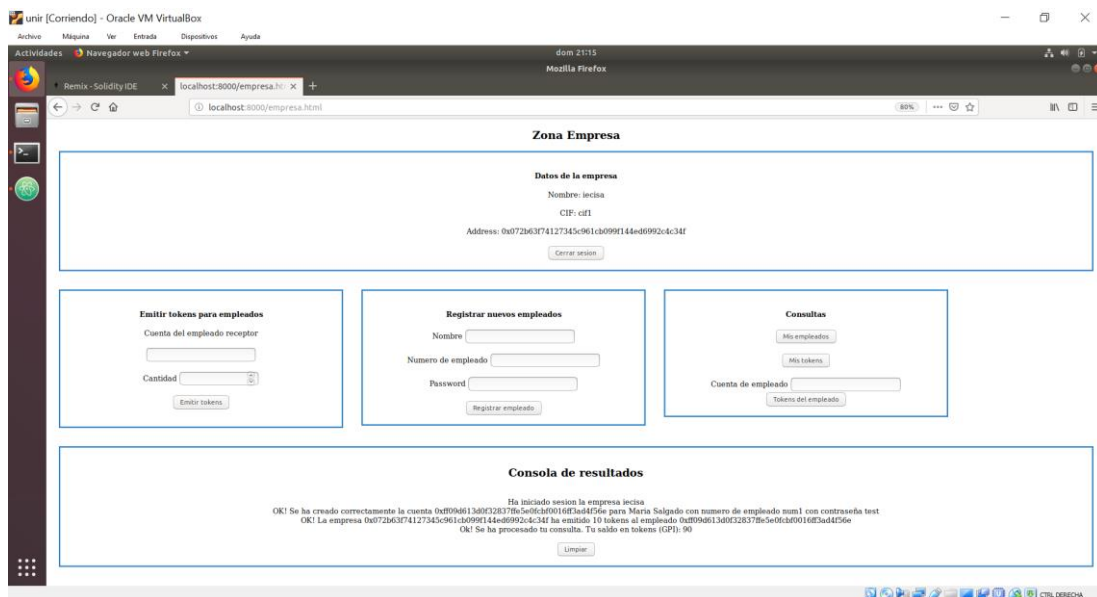 unir [Corriendo] - Oracle VM VirtualBox
Archivo Máquina Ver Entrada Dispositivos Ayuda
Actividades Navegador web Firefox dom 21:15
Mozilla Firefox
Remix - Solidity IDE localhost:8000/empresa.ht
localhost:8000/empresa.html 80%
Zona Empresa
Datos de la empresa
Nombre: iecisa
CIF: cif1
Address: 0x072b63f74127345c961cb099f144ed6992c4c34f
Cerrar sesion
Emitir tokens para empleados
Cuenta del empleado receptor
Cantidad
Emitir tokens
Registrar nuevos empleados
Nombre
Numero de empleado
Password
Registrar empleado
Consultas
Mis empleados
Mis tokens
Cuenta de empleado
Tokens del empleado
Consola de resultados
Ha iniciado sesion la empresa iecisa
OK! Se ha creado correctamente la cuenta 0xff09d613d0f32837ffe5e0fcbf0016ff3ad4f56e para Maria Salgado con numero de empleado num1 con contraseña test
OK! La empresa 0x072b63f74127345c961cb099f144ed6992c4c34f ha emitido 10 tokens al empleado 0xff09d613d0f32837ffe5e0fcbf0016ff3ad4f56e
Ok! Se ha procesado tu consulta. Tu saldo en tokens (GPI): 90
Limpiar
CTRL DERECHA